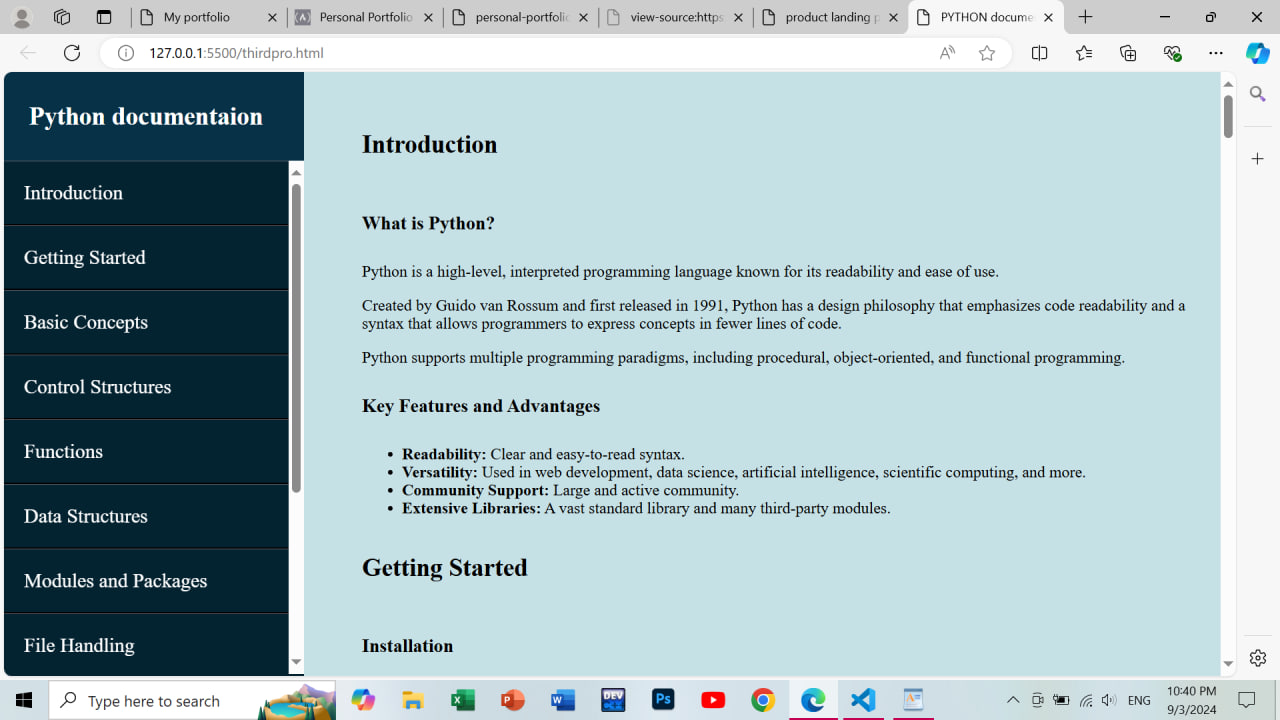 My portfolio
Personal Portfolio
personal-portfolio
view-source:https
product landing p
PYTHON docume
127.0.0.1:5500/thirdpro.html
Python documentaion
Introduction
Getting Started
Basic Concepts
Control Structures
Functions
Data Structures
Modules and Packages
File Handling
Introduction
What is Python?
Python is a high-level, interpreted programming language known for its readability and ease of use.
Created by Guido van Rossum and first released in 1991, Python has a design philosophy that emphasizes code readability and a
syntax that allows programmers to express concepts in fewer lines of code.
Python supports multiple programming paradigms, including procedural, object-oriented, and functional programming.
Key Features and Advantages
• Readability: Clear and easy-to-read syntax.
• Versatility: Used in web development, data science, artificial intelligence, scientific computing, and more.
• Community Support: Large and active community.
• Extensive Libraries: A vast standard library and many third-party modules.
Getting Started
Installation
Type here to search
DEV
Ps
ENG
10:40 PM
9/3/2024